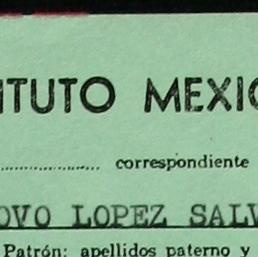 ITUTO MEXIC
correspondiente
OVO LOPEZ SALV
Patrón: apellidos paterno y